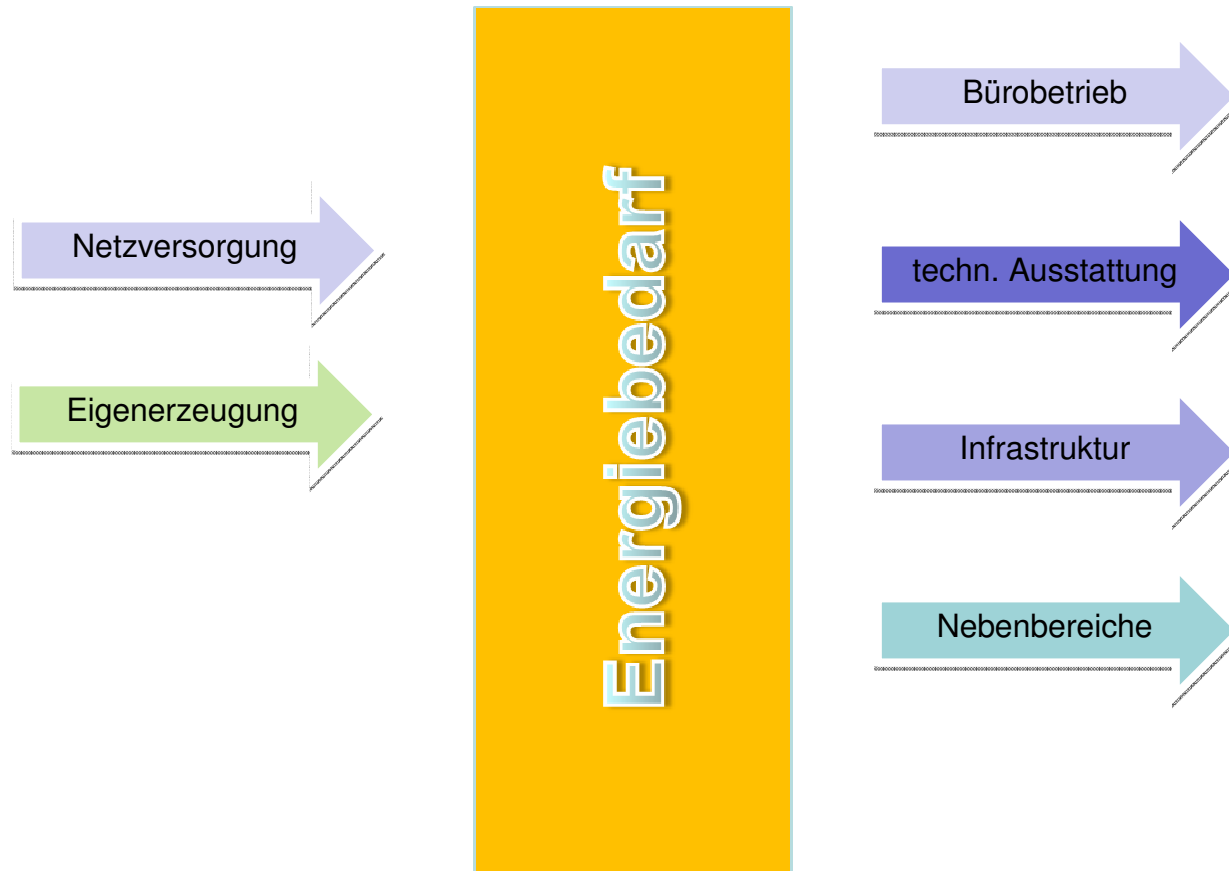 Netzversorgung
Eigenerzeugung
Energiebedarf
Bürobetrieb
techn. Ausstattung
Infrastruktur
Nebenbereiche